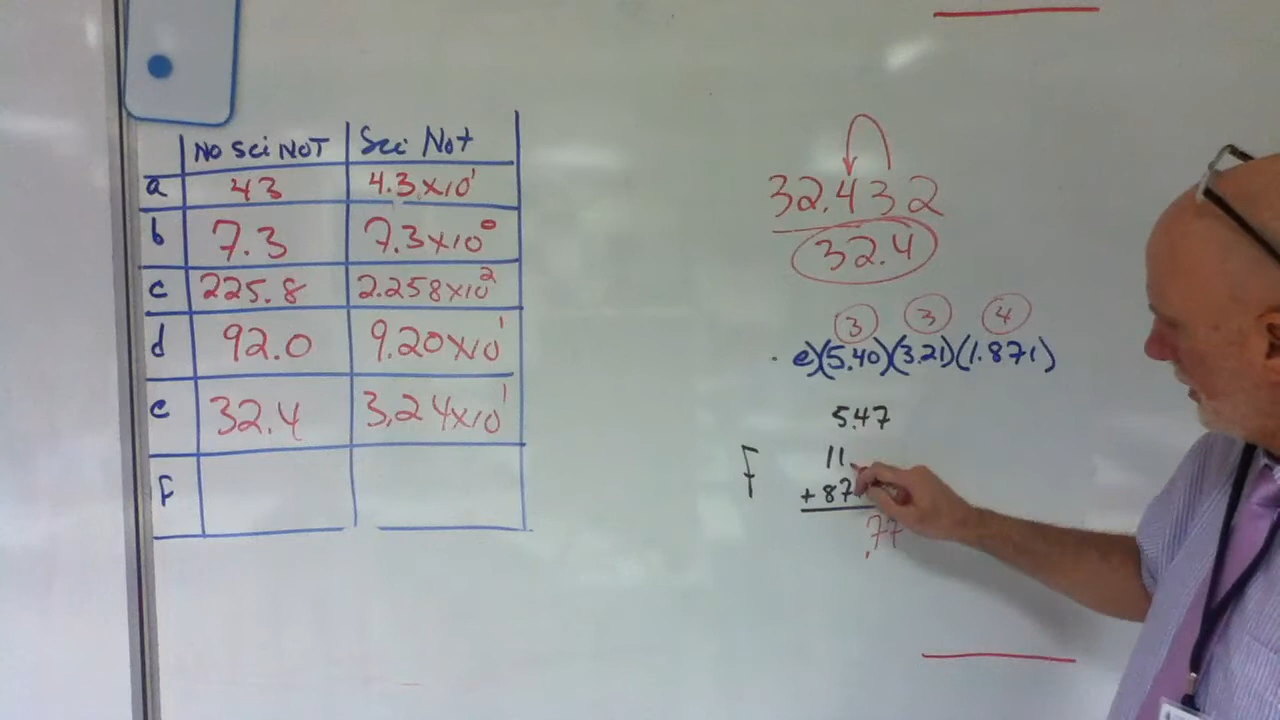 No Sci Not Sci Not
a 43 4.3x10¹
b 7.3 7.3x10⁰
c 225.8 2.258x10²
d 92.0 9.20x10¹
e 32.4 3.24x10¹
F
32.432
32.4
3 3 4
e)(5.40)(3.21)(1.871)
5.47
F 11.
+ 87
.77